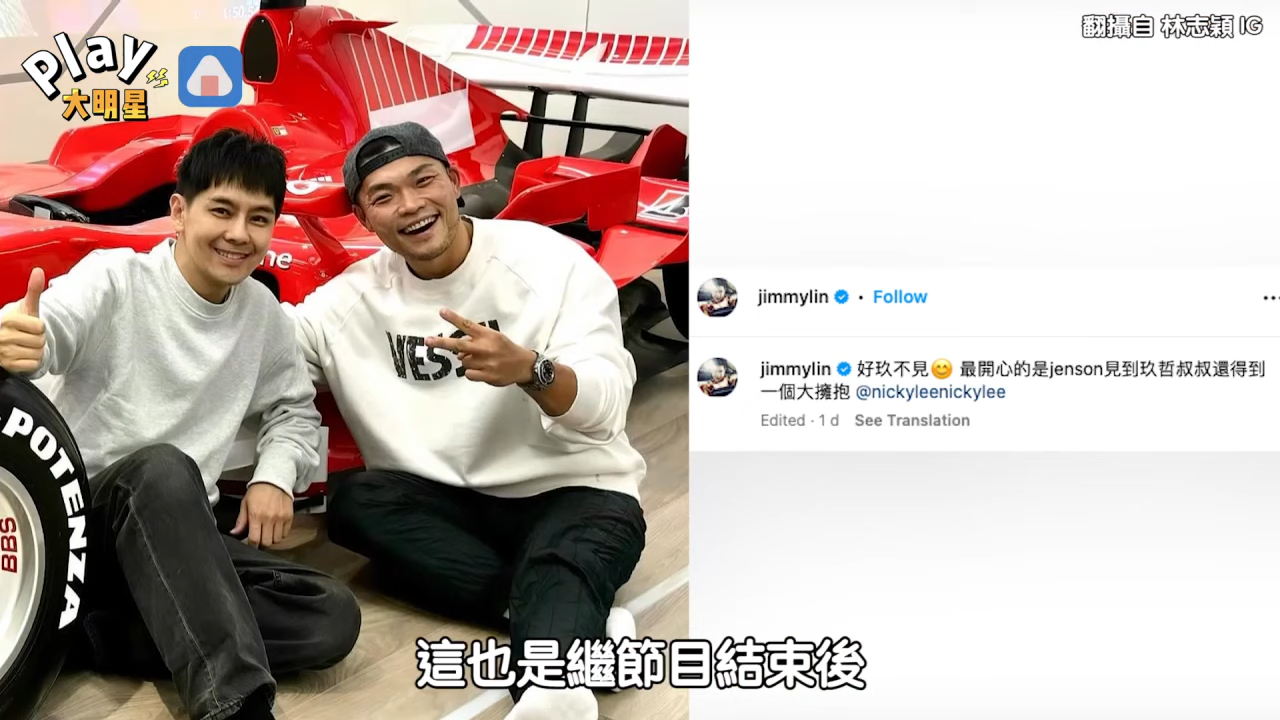 Play
大明星
翻攝自 林志穎 IG
jimmylin • Follow
jimmylin 好玖不見😊 最開心的是jenson見到玖哲叔叔還得到
一個大擁抱 @nickyleenickylee
Edited · 1 d See Translation
POTENZA
BBS
這也是繼節目結束後